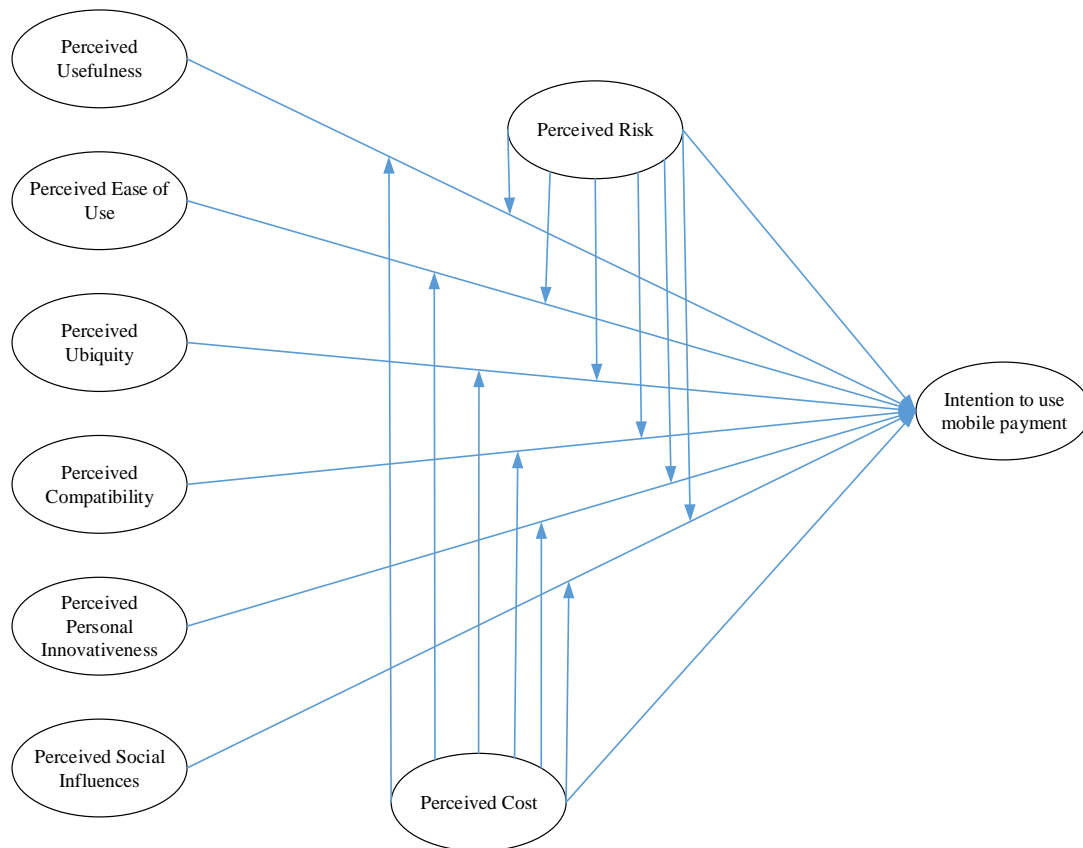 Perceived
Usefulness
Perceived Risk
Perceived Ease of
Use
Perceived
Ubiquity
Intention to use
mobile payment
Perceived
Compatibility
Perceived
Personal
Innovativeness
Perceived Social
Influences
Perceived Cost